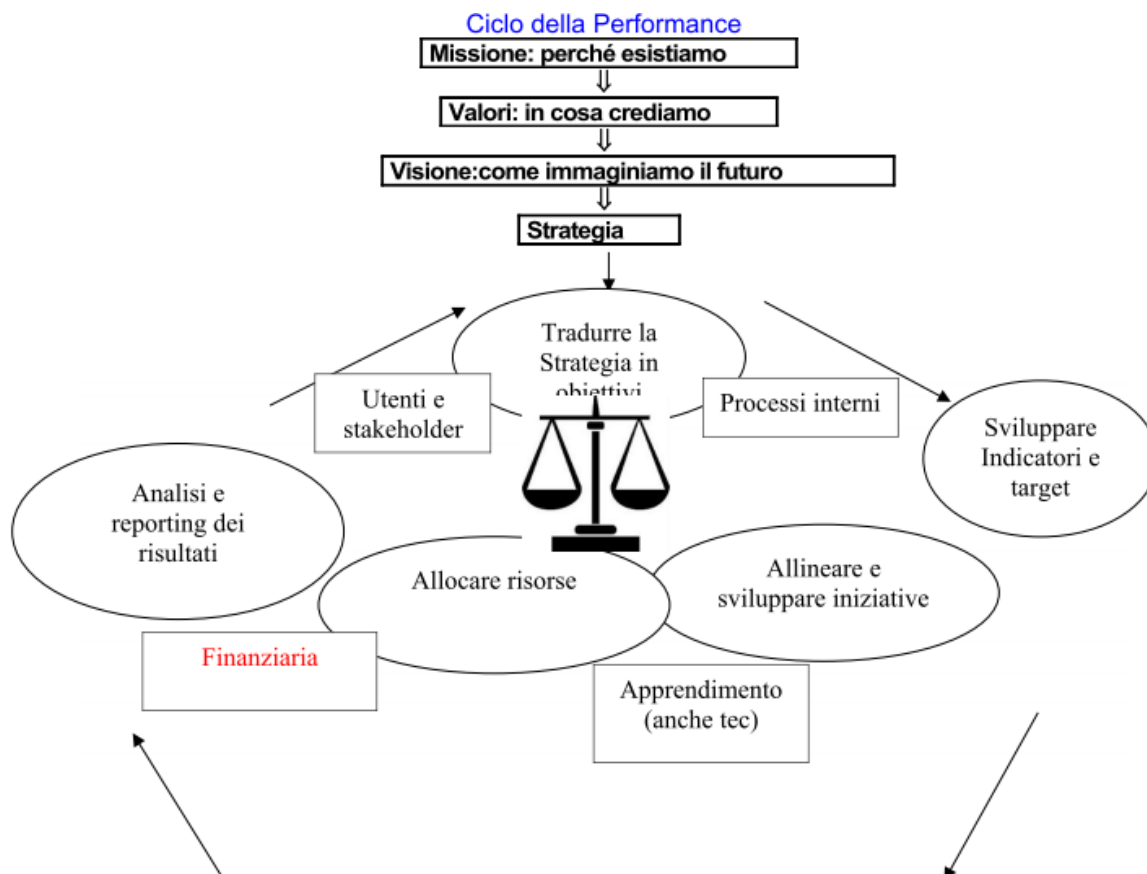 Ciclo della Performance
Missione: perché esistiamo
Valori: in cosa crediamo
Visione:come immaginiamo il futuro
Strategia
Tradurre la
Strategia in
obiettivi
Utenti e
stakeholder
Processi interni
Sviluppare
Indicatori e
target
Analisi e
reporting dei
risultati
Allocare risorse
Allineare e
sviluppare iniziative
Finanziaria
Apprendimento
(anche tec)